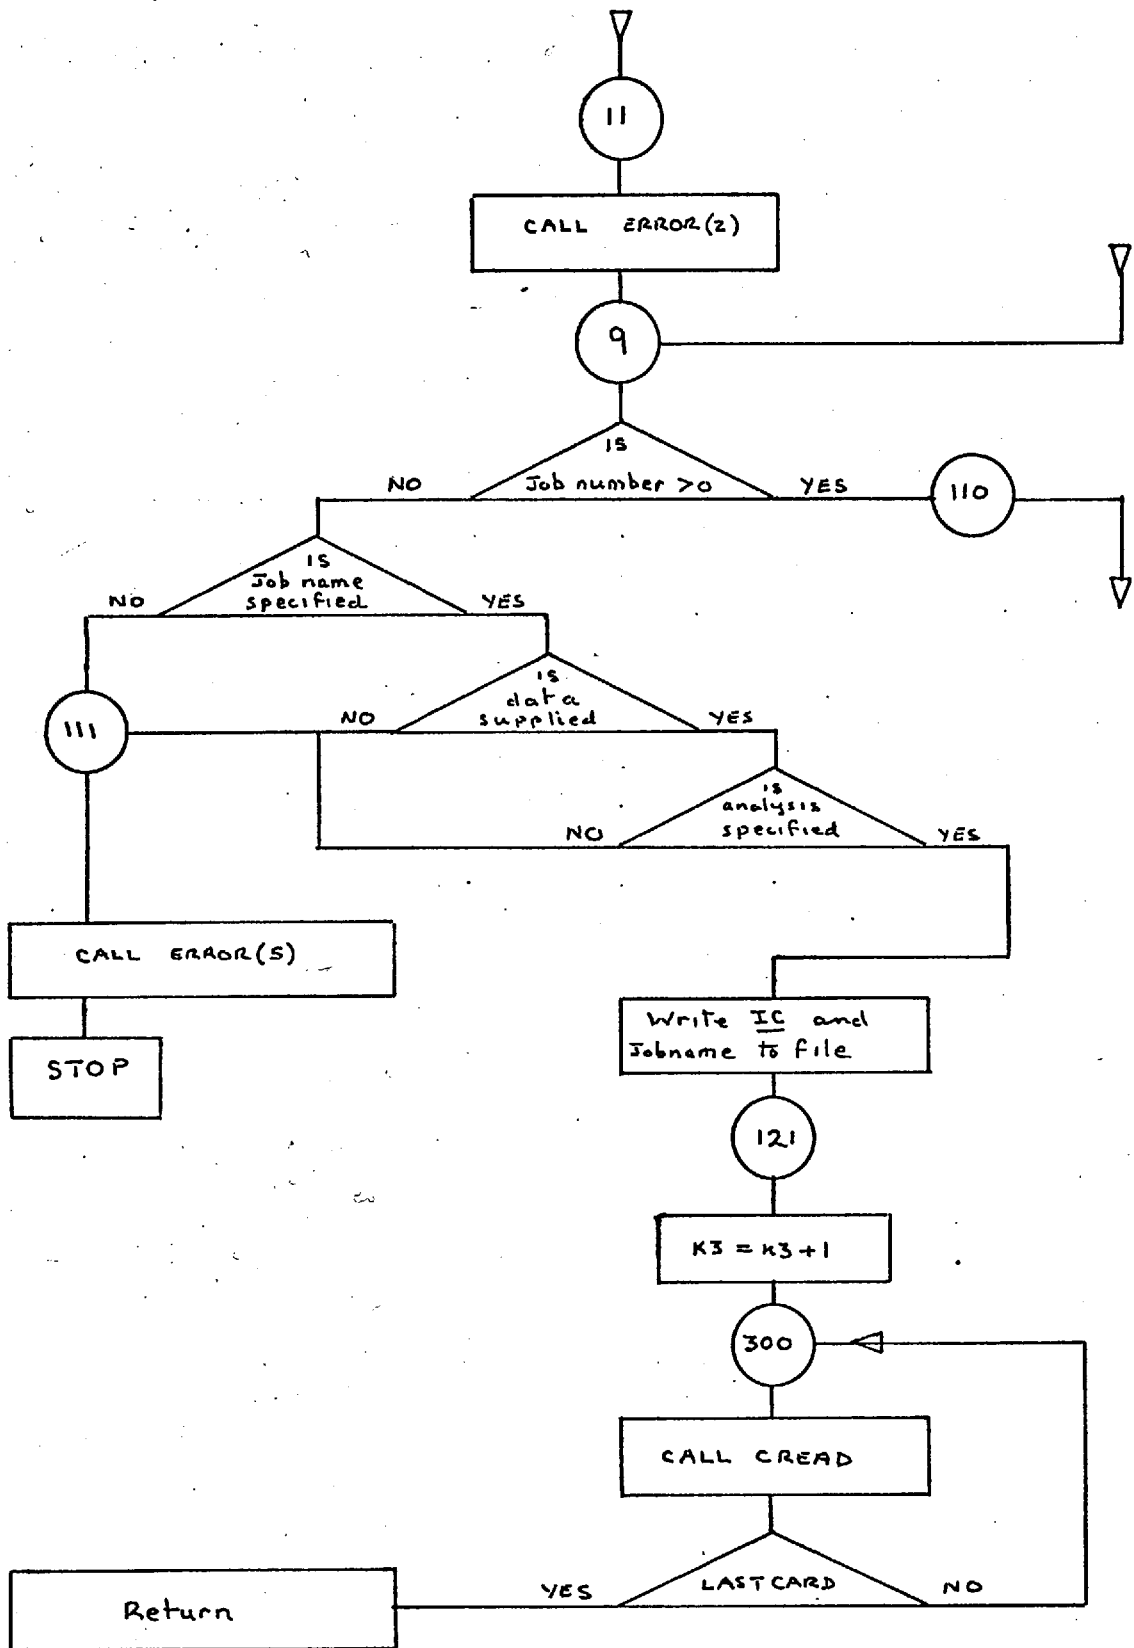 11
CALL ERROR(2)
9
IS
Job number >0
NO
YES
110
IS
Job name
specified
NO
YES
111
IS
data
supplied
NO
YES
IS
analysis
specified
NO
YES
CALL ERROR(5)
STOP
Write IC and
Jobname to file
121
K3 = K3+1
300
CALL CREAD
LASTCARD
YES
NO
Return